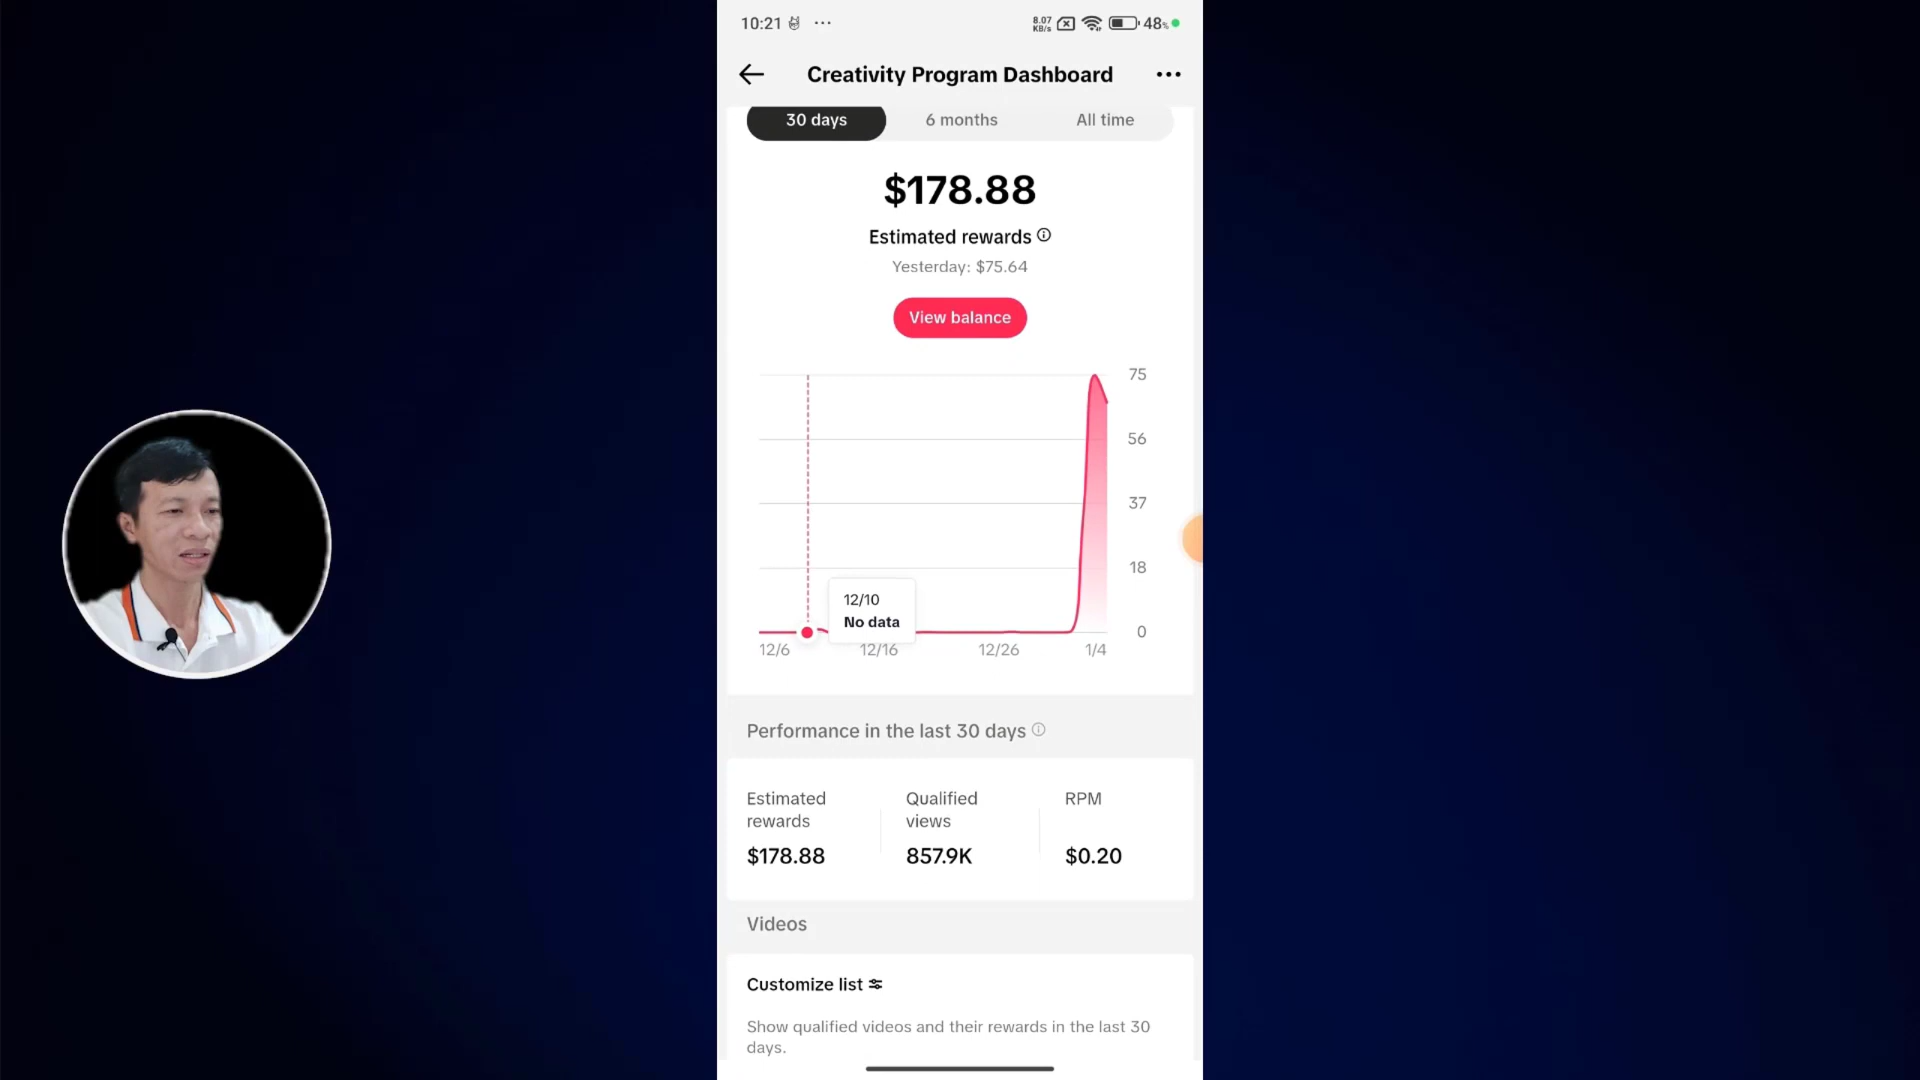 10:21 ...
8.07
KB/s
48%
Creativity Program Dashboard
30 days
6 months
All time
$178.88
Estimated rewards
Yesterday: $75.64
View balance
75
56
37
18
0
12/10
No data
12/6
12/16
12/26
1/4
Performance in the last 30 days
Estimated
rewards
$178.88
Qualified
views
857.9K
RPM
$0.20
Videos
Customize list
Show qualified videos and their rewards in the last 30
days.